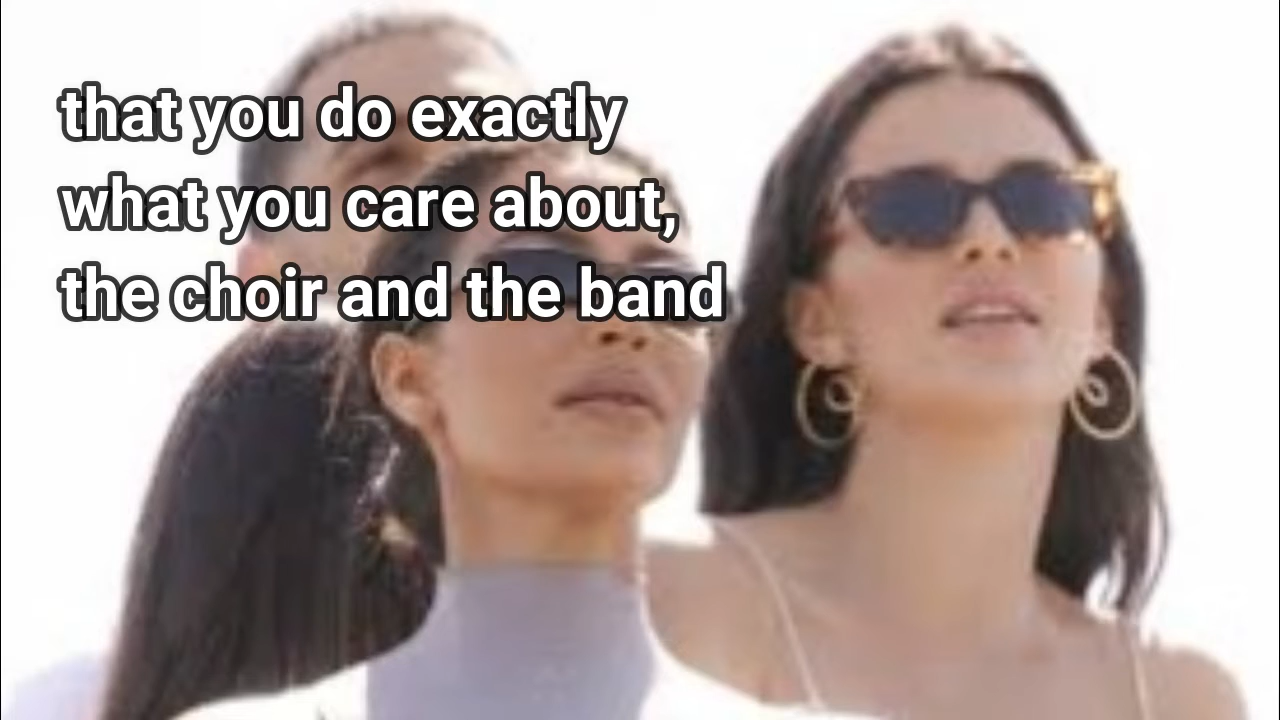 that you do exactly
what you care about,
the choir and the band